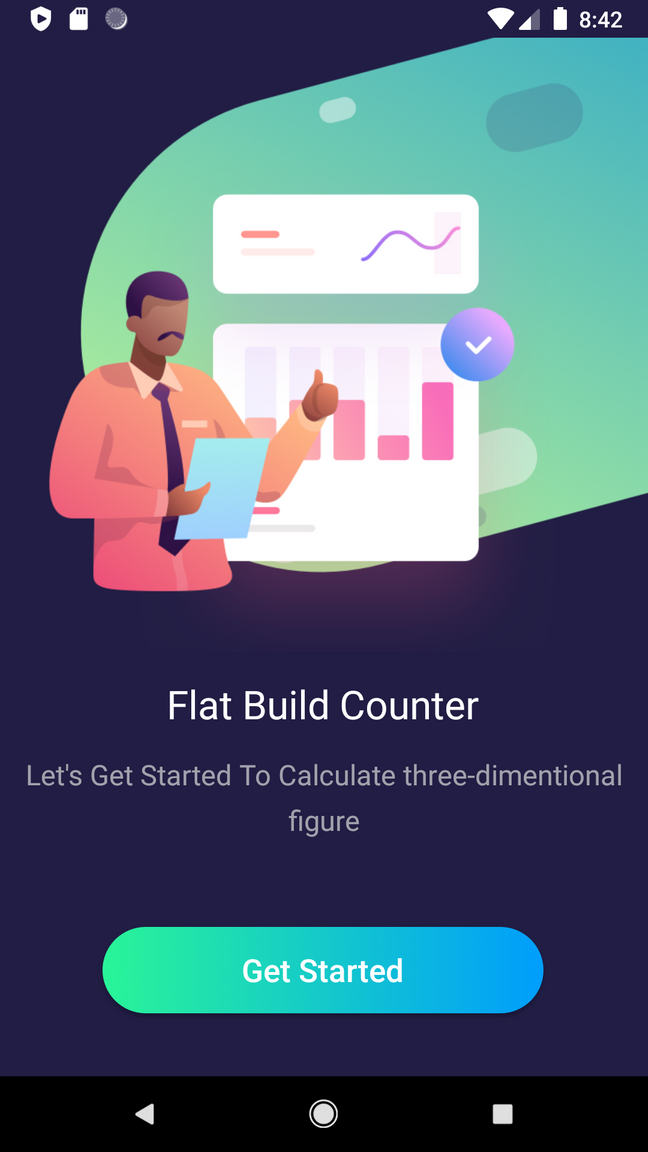 8:42
Flat Build Counter
Let's Get Started To Calculate three-dimentional
figure
Get Started